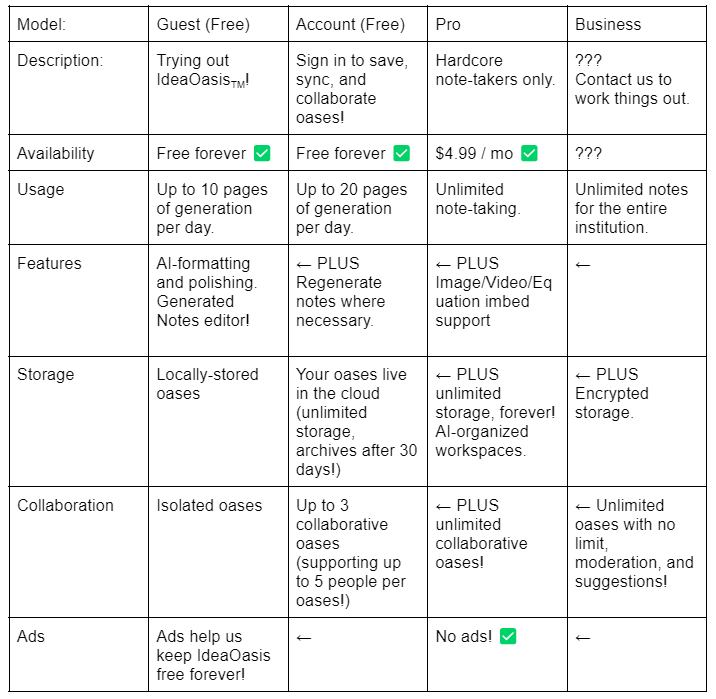 Model: Guest (Free) Account (Free) Pro Business
Description:
Trying out
IdeaOasisTM!
Sign in to save,
sync, and
collaborate
oases!
Hardcore
note-takers only.
???
Contact us to
work things out.
Availability
Free forever ✅
Free forever ✅
$4.99 / mo ✅
???
Usage
Up to 10 pages
of generation
per day.
Up to 20 pages
of generation
per day.
Unlimited
note-taking.
Unlimited notes
for the entire
institution.
Features
AI-formatting
and polishing.
Generated
Notes editor!
← PLUS
Regenerate
notes where
necessary.
← PLUS
Image/Video/Eq
uation imbed
support
←
Storage
Locally-stored
oases
Your oases live
in the cloud
(unlimited
storage,
archives after 30
days!)
← PLUS
unlimited
storage, forever!
AI-organized
workspaces.
← PLUS
Encrypted
storage.
Collaboration
Isolated oases
Up to 3
collaborative
oases
(supporting up
to 5 people per
oases!)
← PLUS
unlimited
collaborative
oases!
← Unlimited
oases with no
limit,
moderation, and
suggestions!
Ads
Ads help us
keep IdeaOasis
free forever!
←
No ads! ✅
←